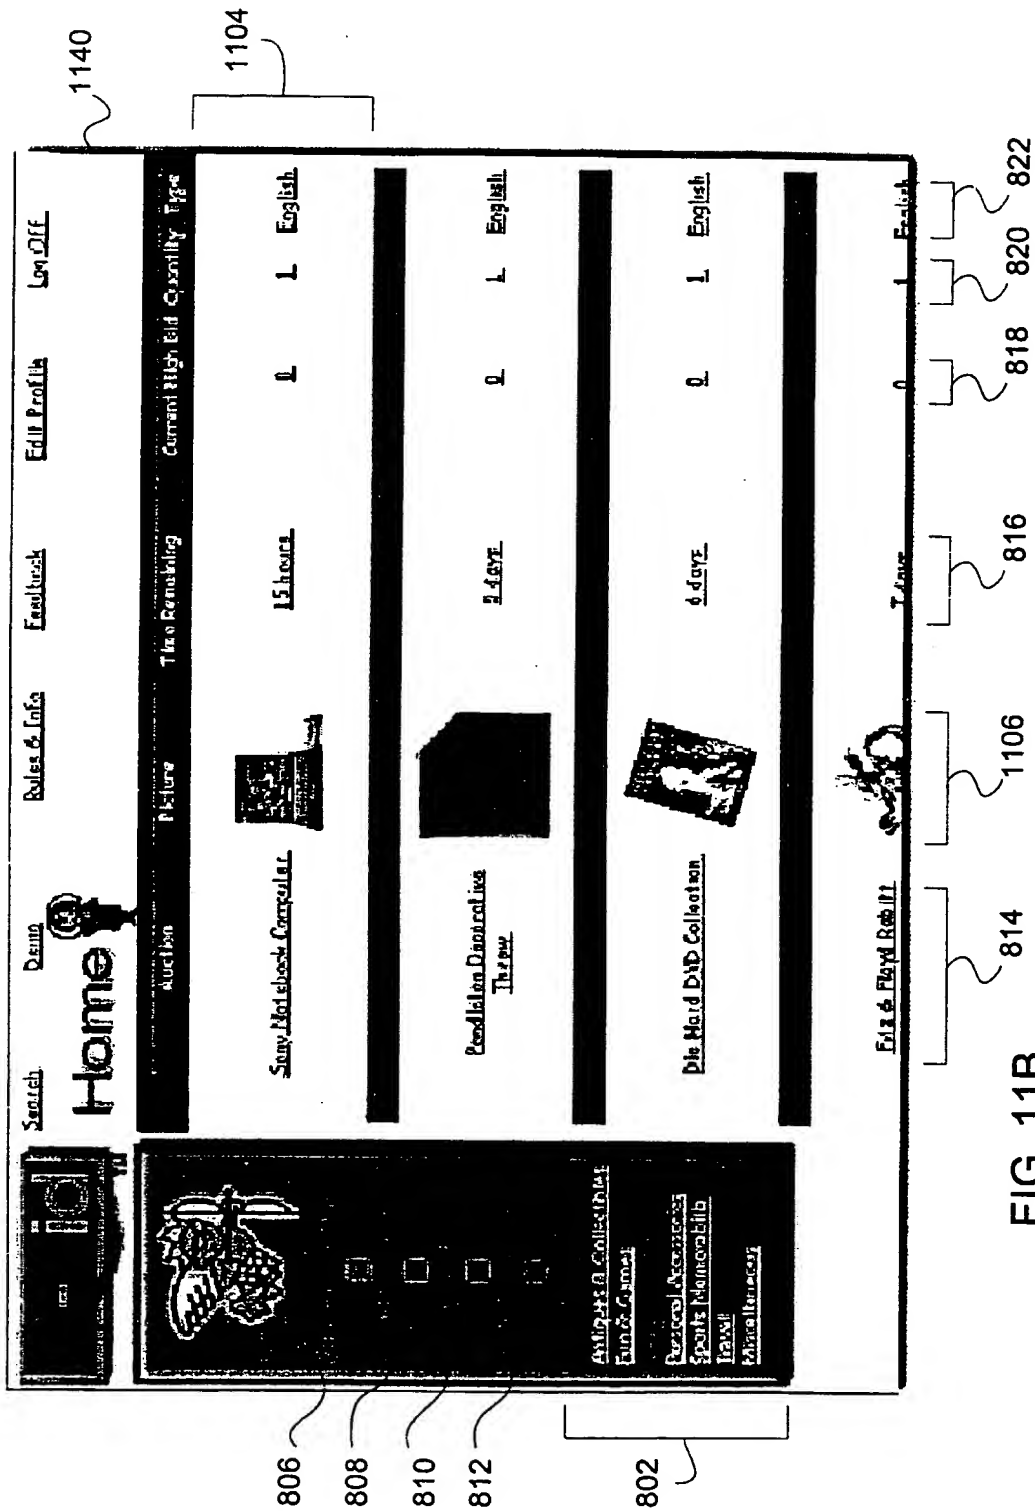 1140
1104
Search Demo Rules & Info Feedback Edit Profile Log Off
Home
Auction Picture Time Remaining Current High Bid Quantity Type
Sony Notebook Computer 15 hours 0 1 English
Pendleton Decorative
Throw
days 0 1 English
Die Hard DVD Collection 6 days 0 1 English
Floyd Rabbit 7 days 0 1 English
Antiques & Collectibles
Fun & Games
Personal Accessories
Sports Memorabilia
Travel
Miscellaneous
806
808
810
812
802
814
1106
816
818
820
822
FIG. 11B